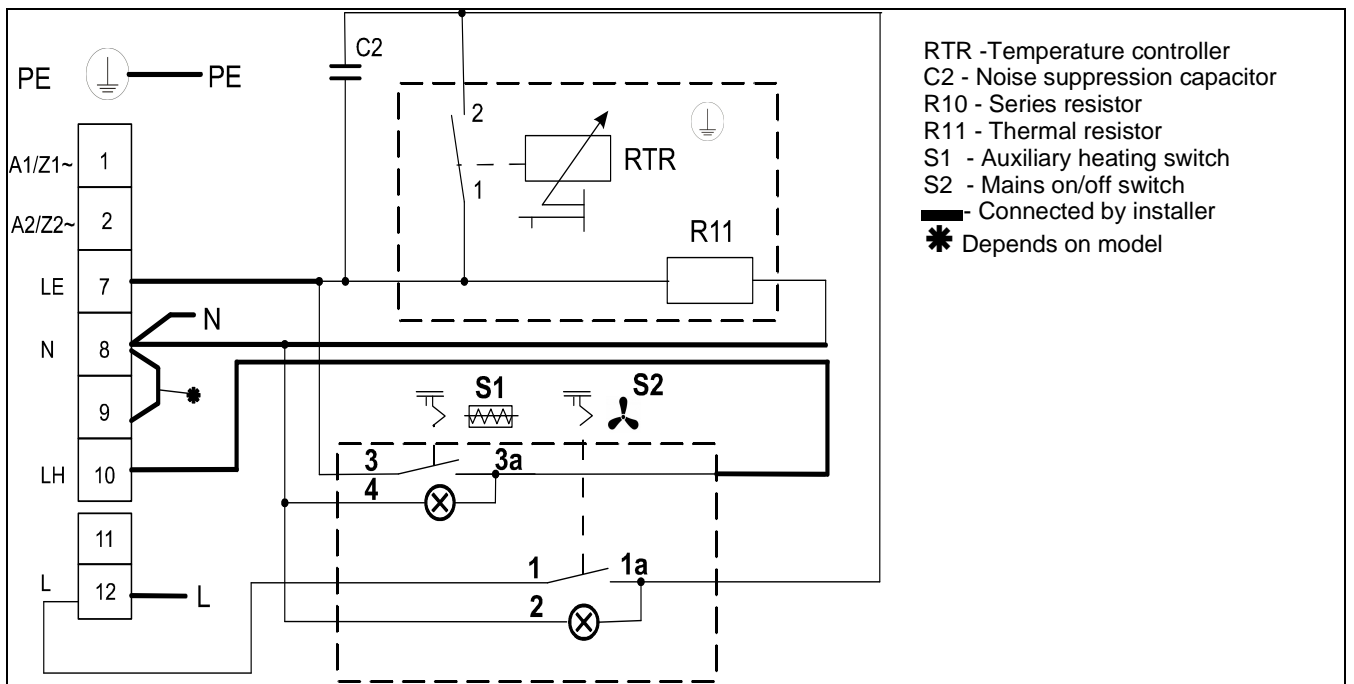 PE PE
C2
A1/Z1~ 1
A2/Z2~ 2
LE 7
N 8 N
9
LH 10
11
L 12 L
2
1
RTR
R11
S1 S2
3 3a
4
1 1a
2
RTR -Temperature controller
C2 - Noise suppression capacitor
R10 - Series resistor
R11 - Thermal resistor
S1 - Auxiliary heating switch
S2 - Mains on/off switch
- Connected by installer
Depends on model